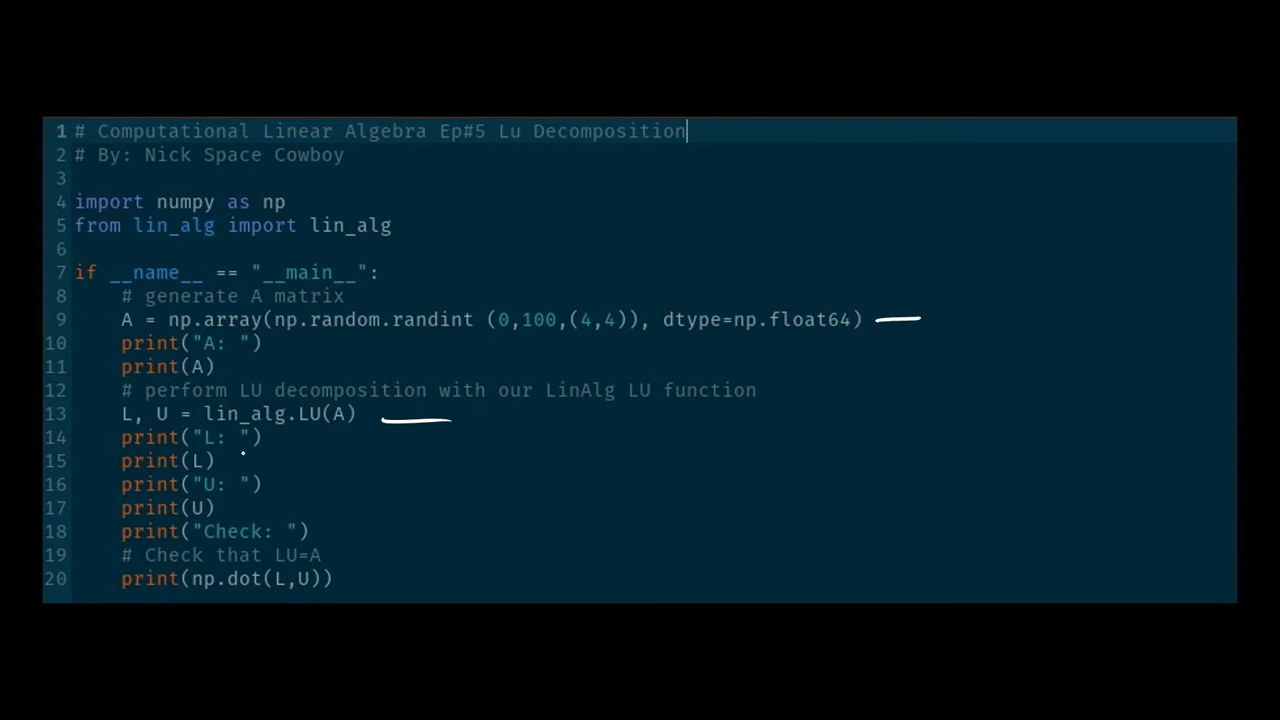 1 # Computational Linear Algebra Ep#5 Lu Decomposition
2 # By: Nick Space Cowboy
3
4 import numpy as np
5 from lin_alg import lin_alg
6
7 if __name__ == "__main__":
8     # generate A matrix
9     A = np.array(np.random.randint (0,100,(4,4)), dtype=np.float64)
10     print("A: ")
11     print(A)
12     # perform LU decomposition with our LinAlg LU function
13     L, U = lin_alg.LU(A)
14     print("L: ")
15     print(L)
16     print("U: ")
17     print(U)
18     print("Check: ")
19     # Check that LU=A
20     print(np.dot(L,U))